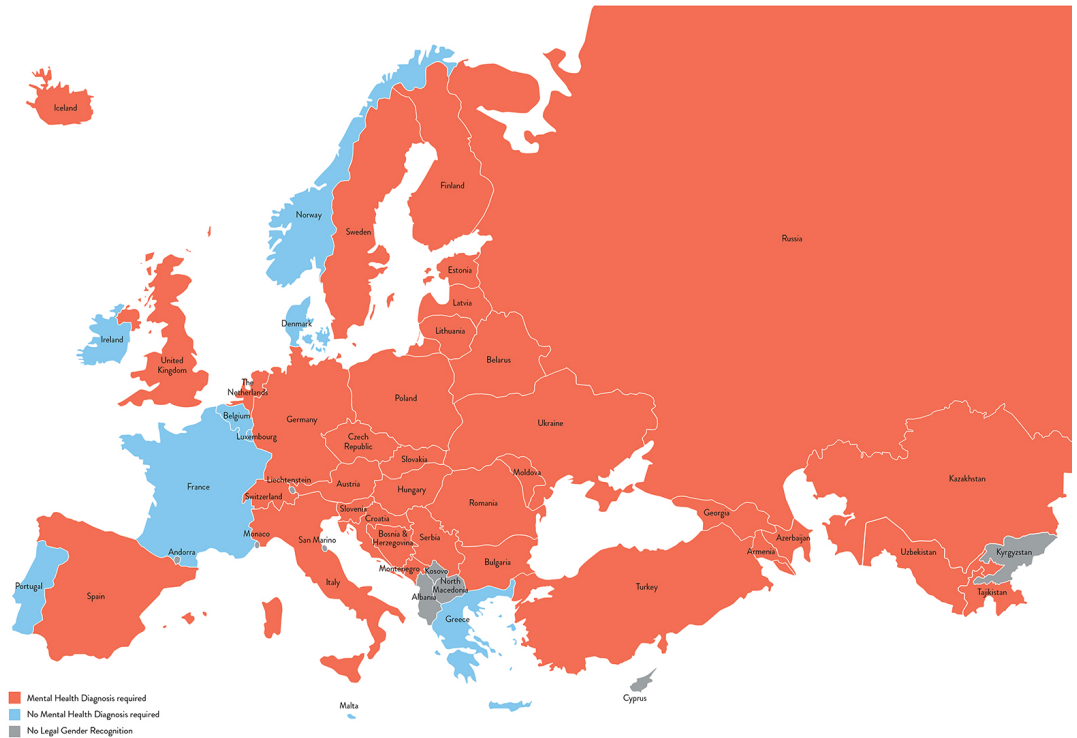 Iceland
Norway
Sweden
Finland
Russia
Estonia
Latvia
Lithuania
Denmark
Ireland
United
Kingdom
The
Netherlands
Belgium
Luxembourg
Germany
Poland
Belarus
Ukraine
Czech
Republic
Slovakia
France
Liechtenstein
Switzerland
Austria
Hungary
Moldova
Romania
Slovenia
Croatia
Bosnia &
Herzegovina
Serbia
Monaco
San Marino
Andorra
Italy
Montenegro
Kosovo
North
Macedonia
Albania
Bulgaria
Greece
Portugal
Spain
Turkey
Georgia
Armenia
Azerbaijan
Kazakhstan
Uzbekistan
Kyrgyzstan
Tajikistan
Cyprus
Malta
Mental Health Diagnosis required
No Mental Health Diagnosis required
No Legal Gender Recognition